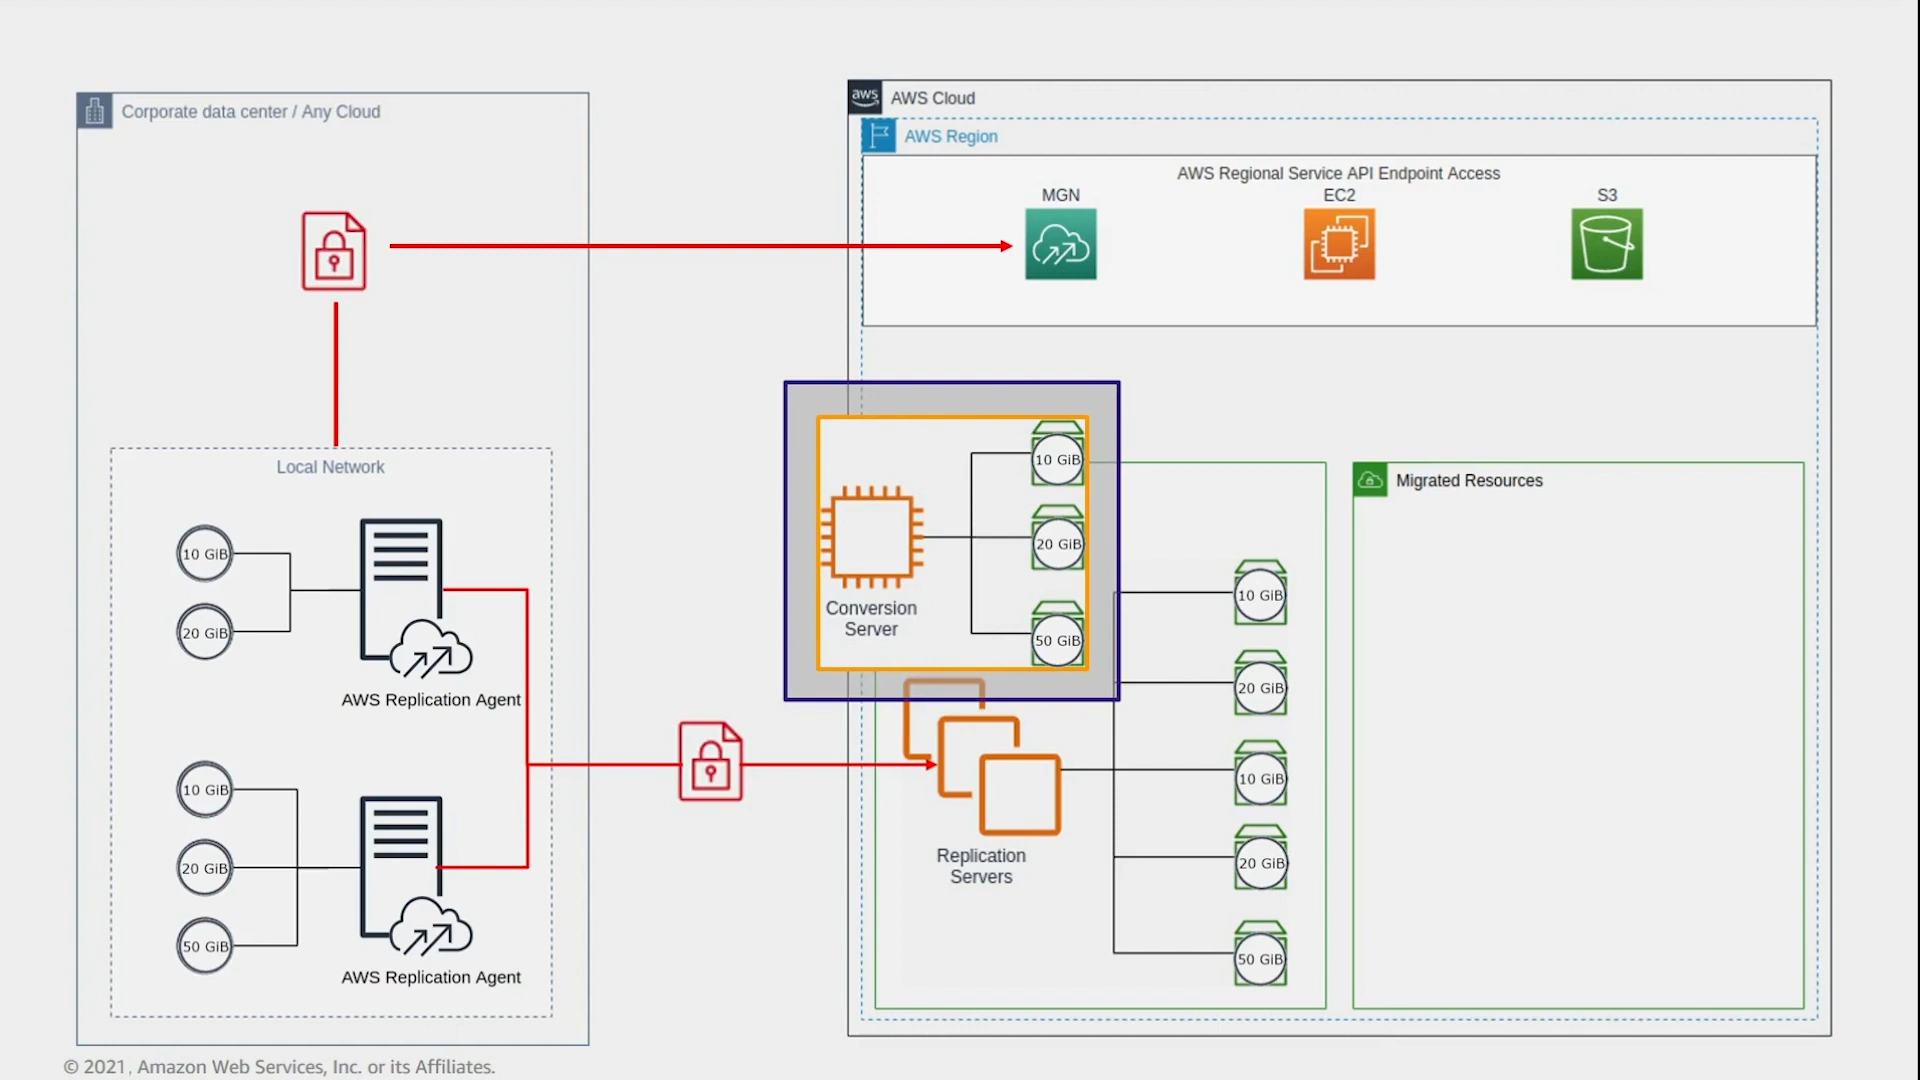 Corporate data center / Any Cloud
aws
AWS Cloud
AWS Region
AWS Regional Service API Endpoint Access
MGN
EC2
S3
Local Network
10 GiB
20 GiB
AWS Replication Agent
10 GiB
20 GiB
50 GiB
AWS Replication Agent
Conversion
Server
10 GiB
20 GiB
50 GiB
Replication
Servers
10 GiB
20 GiB
10 GiB
20 GiB
50 GiB
Migrated Resources
© 2021, Amazon Web Services, Inc. or its Affiliates.